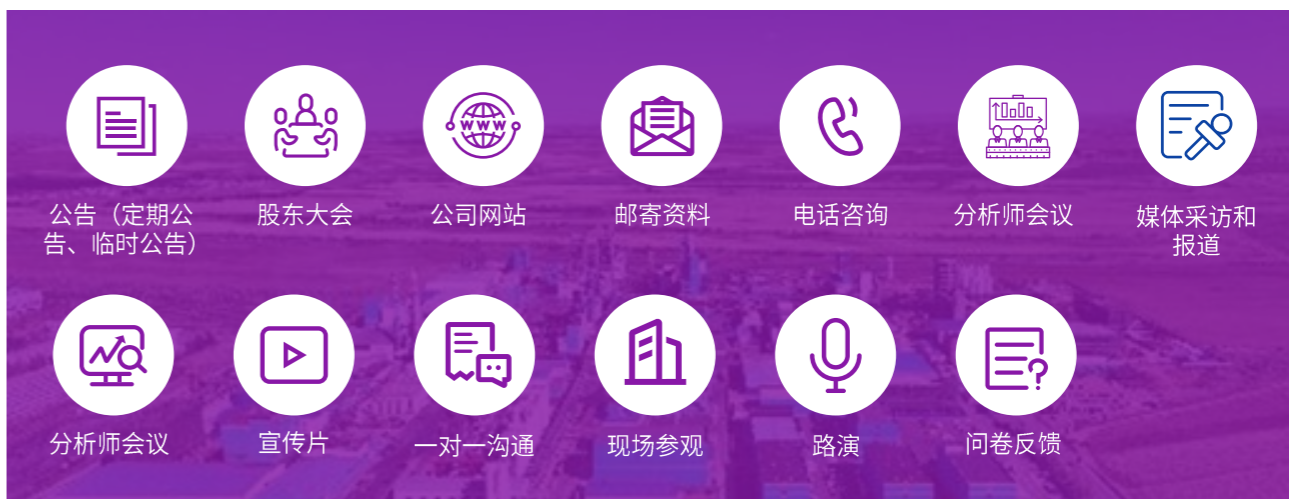 WWW
公告（定期公
告、临时公告）
股东大会
公司网站
邮寄资料
电话咨询
分析师会议
媒体采访和
报道
分析师会议
宣传片
一对一沟通
现场参观
路演
问卷反馈